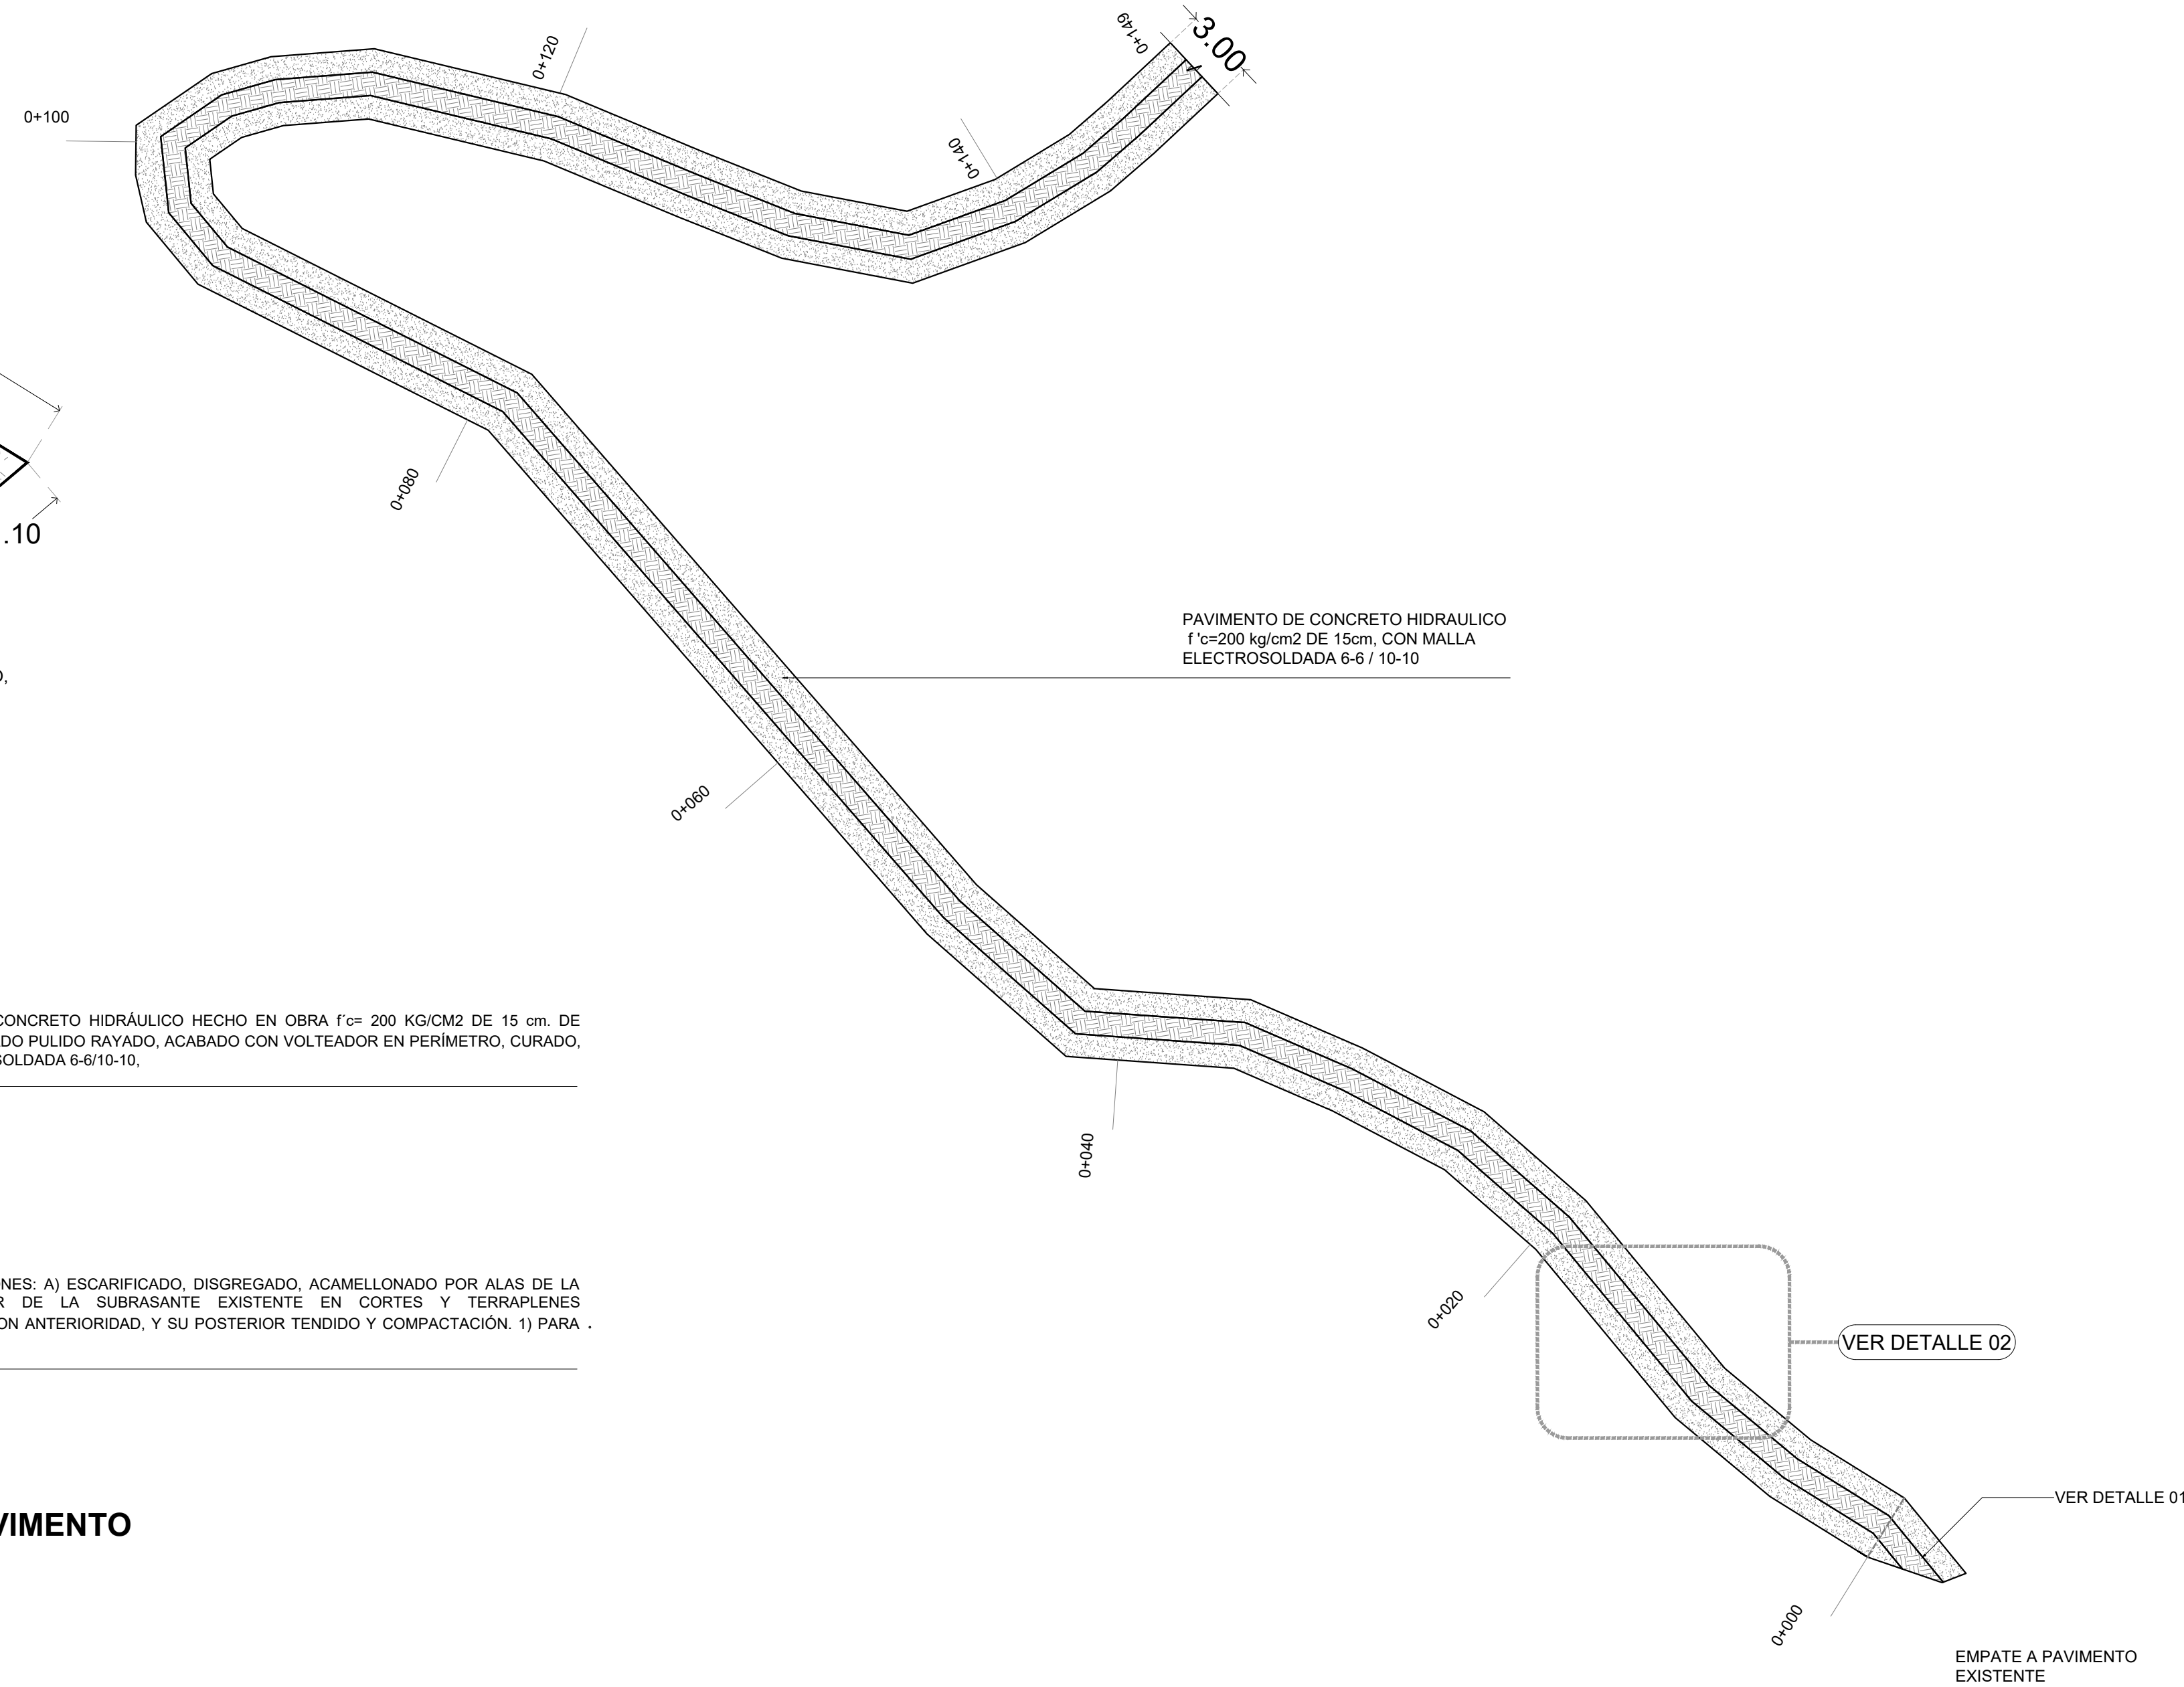 0+149
3.00
0+120
0+100
0+140
.10
0+080
PAVIMENTO DE CONCRETO HIDRAULICO
f 'c=200 kg/cm2 DE 15cm, CON MALLA
ELECTROSOLDADA 6-6 / 10-10
0+060
CONCRETO HIDRÁULICO HECHO EN OBRA f´c= 200 KG/CM2 DE 15 cm. DE
DO PULIDO RAYADO, ACABADO CON VOLTEADOR EN PERÍMETRO, CURADO,
SOLDADA 6-6/10-10,
0+040
NES: A) ESCARIFICADO, DISGREGADO, ACAMELLONADO POR ALAS DE LA
R DE LA SUBRASANTE EXISTENTE EN CORTES Y TERRAPLENES
ON ANTERIORIDAD, Y SU POSTERIOR TENDIDO Y COMPACTACIÓN. 1) PARA .
0+020
VER DETALLE 02
VER DETALLE 01
VIMENTO
0+000
EMPATE A PAVIMENTO
EXISTENTE